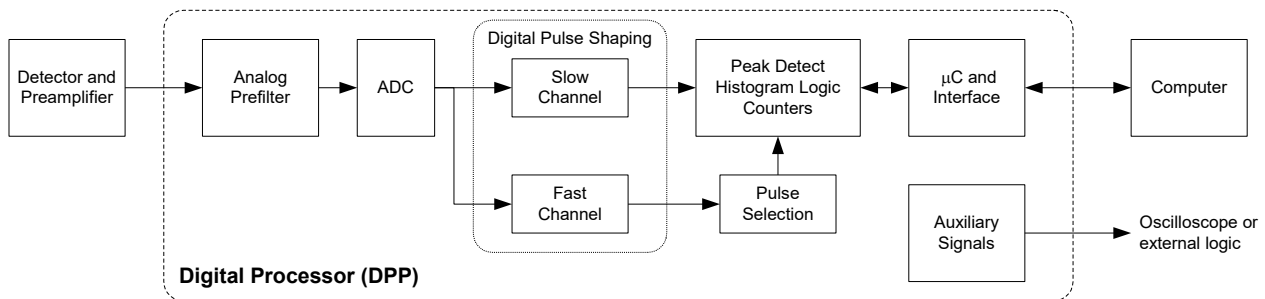 Detector and
Preamplifier
Analog
Prefilter
ADC
Digital Pulse Shaping
Slow
Channel
Fast
Channel
Peak Detect
Histogram Logic
Counters
Pulse
Selection
μC and
Interface
Computer
Auxiliary
Signals
Oscilloscope or
external logic
Digital Processor (DPP)